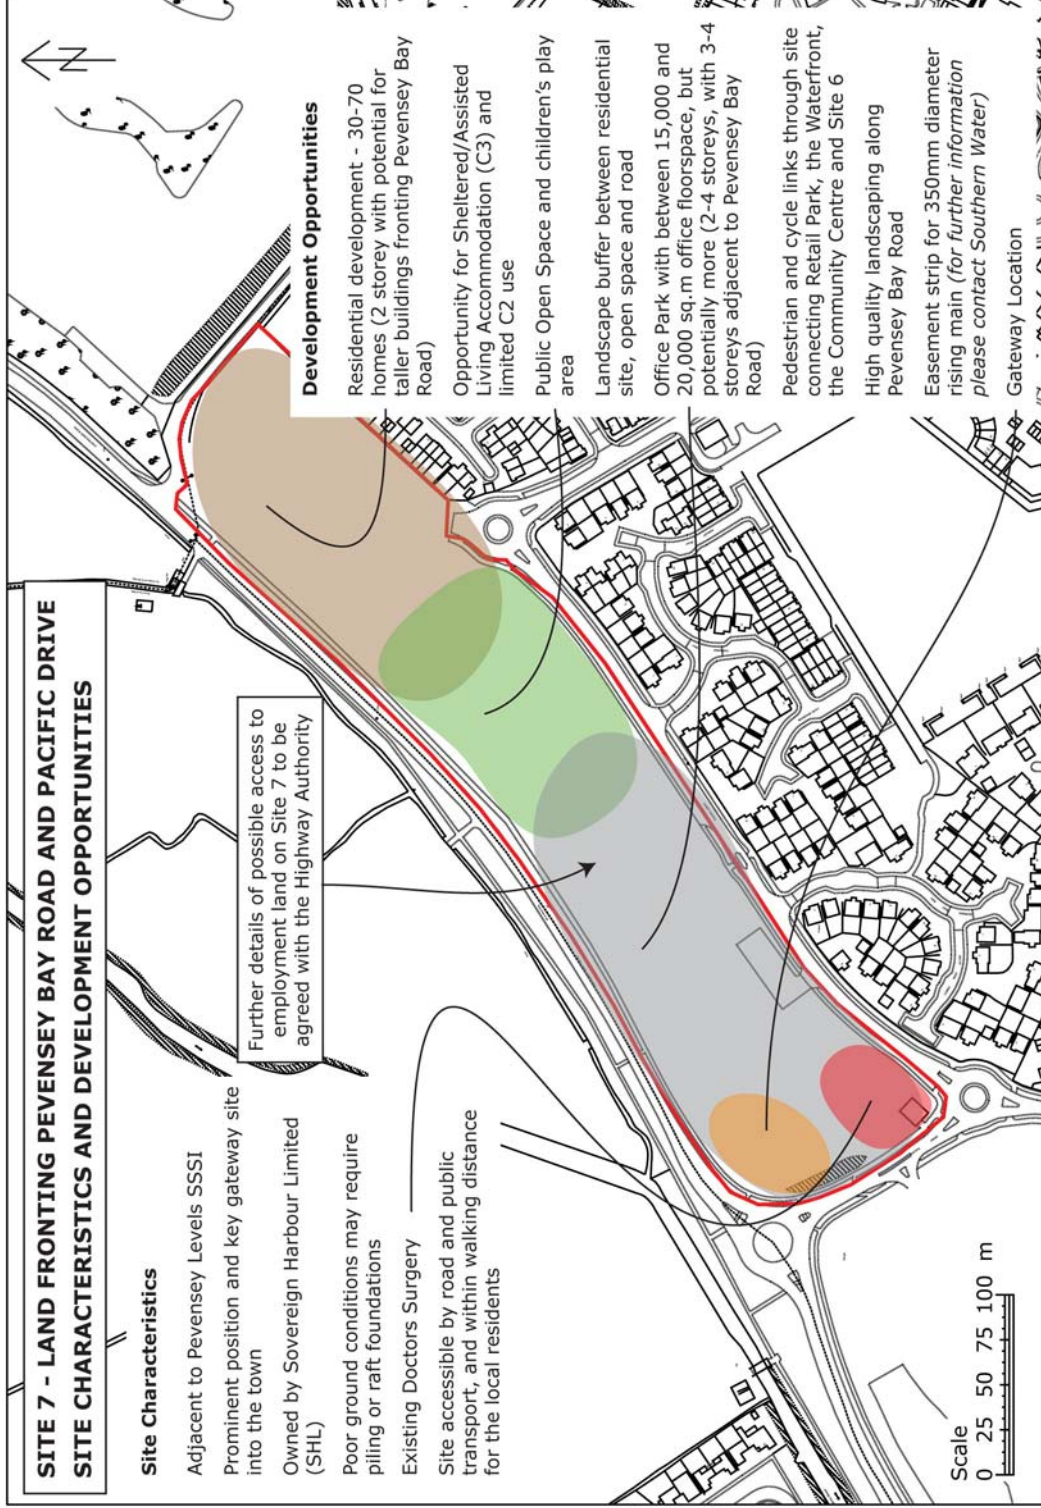 SITE 7 - LAND FRONTING PEVENSEY BAY ROAD AND PACIFIC DRIVE
SITE CHARACTERISTICS AND DEVELOPMENT OPPORTUNITIES
Site Characteristics
Adjacent to Pevensey Levels SSSI
Prominent position and key gateway site
into the town
Owned by Sovereign Harbour Limited
(SHL)
Poor ground conditions may require
piling or raft foundations
Existing Doctors Surgery
Site accessible by road and public
transport, and within walking distance
for the local residents
Further details of possible access to
employment land on Site 7 to be
agreed with the Highway Authority
N
Development Opportunities
Residential development - 30-70
homes (2 storey with potential for
taller buildings fronting Pevensey Bay
Road)
Opportunity for Sheltered/Assisted
Living Accommodation (C3) and
limited C2 use
Public Open Space and children's play
area
Landscape buffer between residential
site, open space and road
Office Park with between 15,000 and
20,000 sq.m office floorspace, but
potentially more (2-4 storeys, with 3-4
storeys adjacent to Pevensey Bay
Road)
Pedestrian and cycle links through site
connecting Retail Park, the Waterfront,
the Community Centre and Site 6
High quality landscaping along
Pevensey Bay Road
Easement strip for 350mm diameter
rising main (for further information
please contact Southern Water)
Gateway Location
Scale
0 25 50 75 100 m